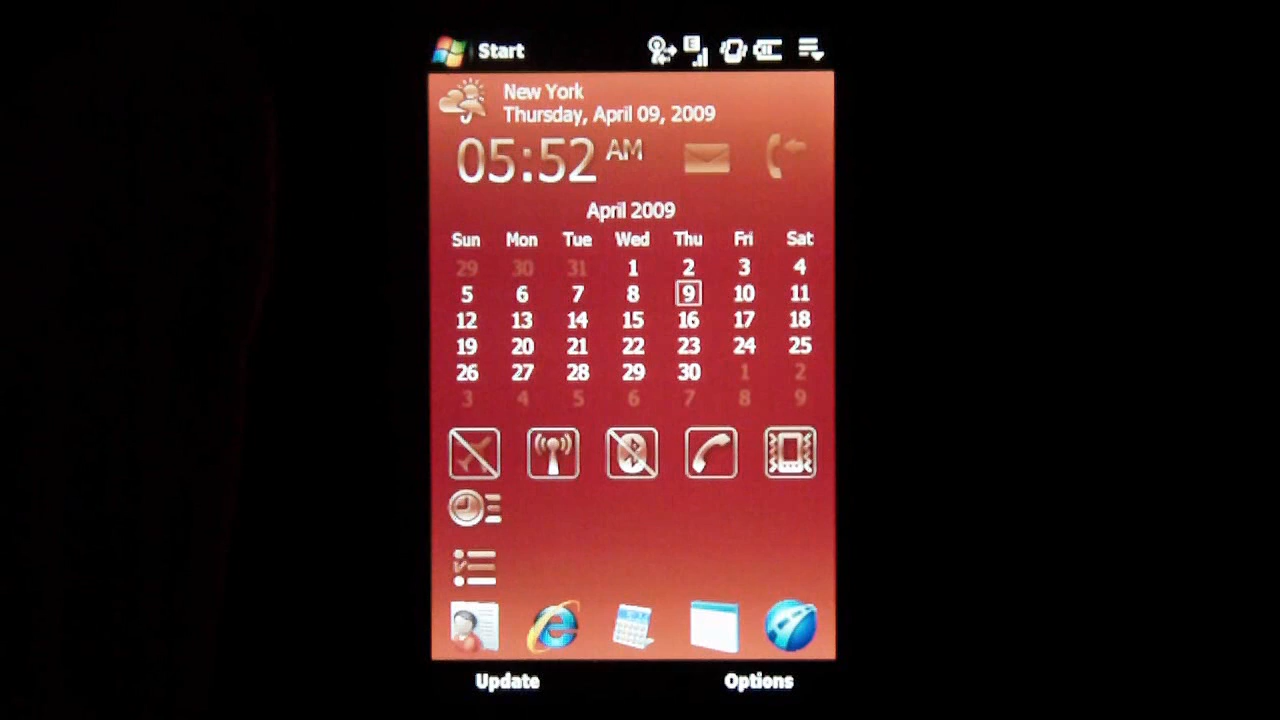 Start
E
New York
Thursday, April 09, 2009
05:52 AM
April 2009
Sun Mon Tue Wed Thu Fri Sat
29 30 31 1 2 3 4
5 6 7 8 9 10 11
12 13 14 15 16 17 18
19 20 21 22 23 24 25
26 27 28 29 30 1 2
3 4 5 6 7 8 9
Update Options